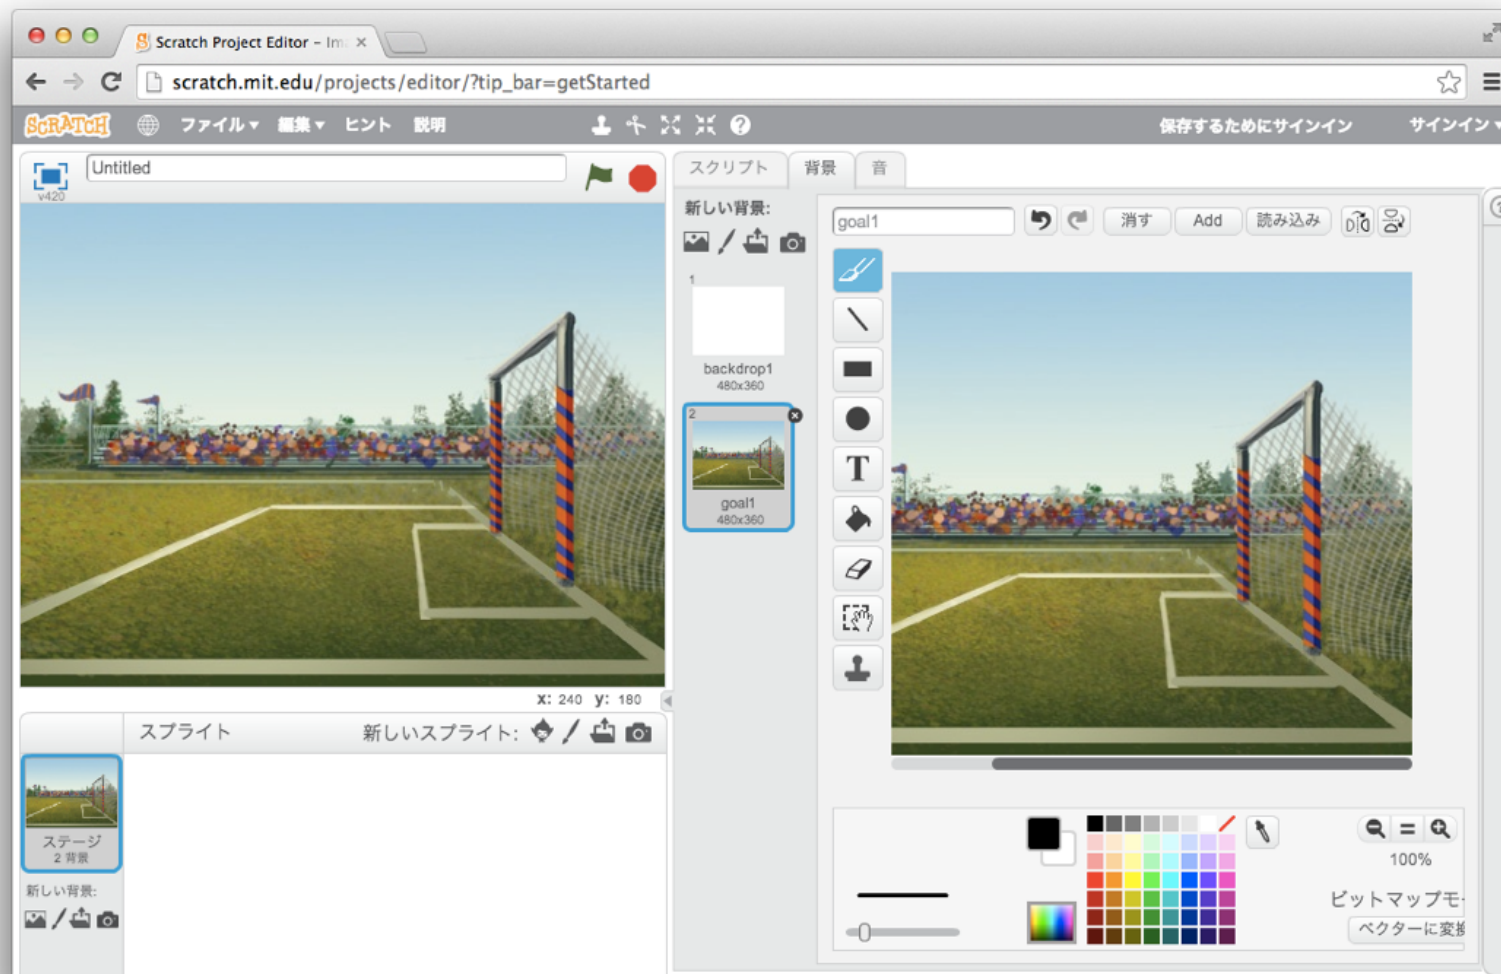 Scratch Project Editor – Im
scratch.mit.edu/projects/editor/?tip_bar=getStarted
SCRATCH ファイル 編集 ヒント 説明 保存するためにサインイン サインイン
v420
Untitled
スクリプト 背景 音
新しい背景:
1
backdrop1
480x360
2
goal1
480x360
goal1 消す Add 読み込み
T
x: 240 y: 180
スプライト 新しいスプライト:
ステージ
2 背景
新しい背景:
100%
ビットマップモー
ベクターに変換